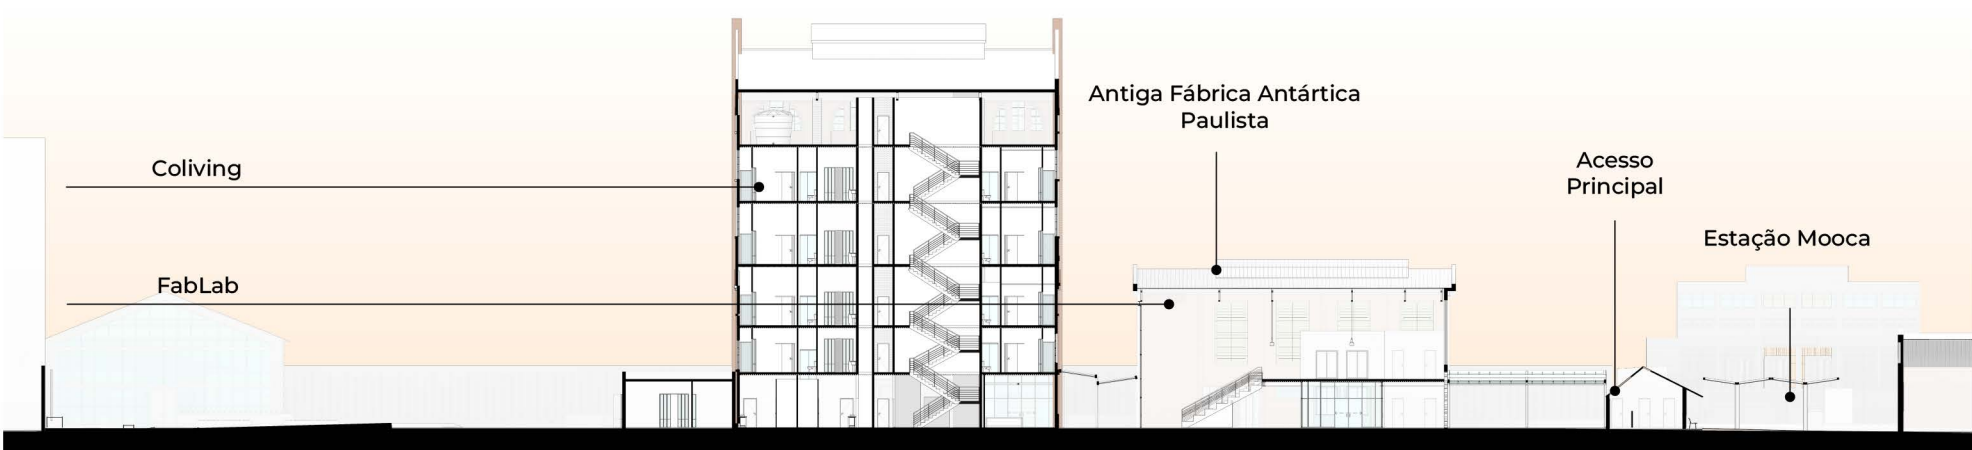 Antiga Fábrica Antártica
Paulista
Coliving
Acesso
Principal
Estação Mooca
FabLab